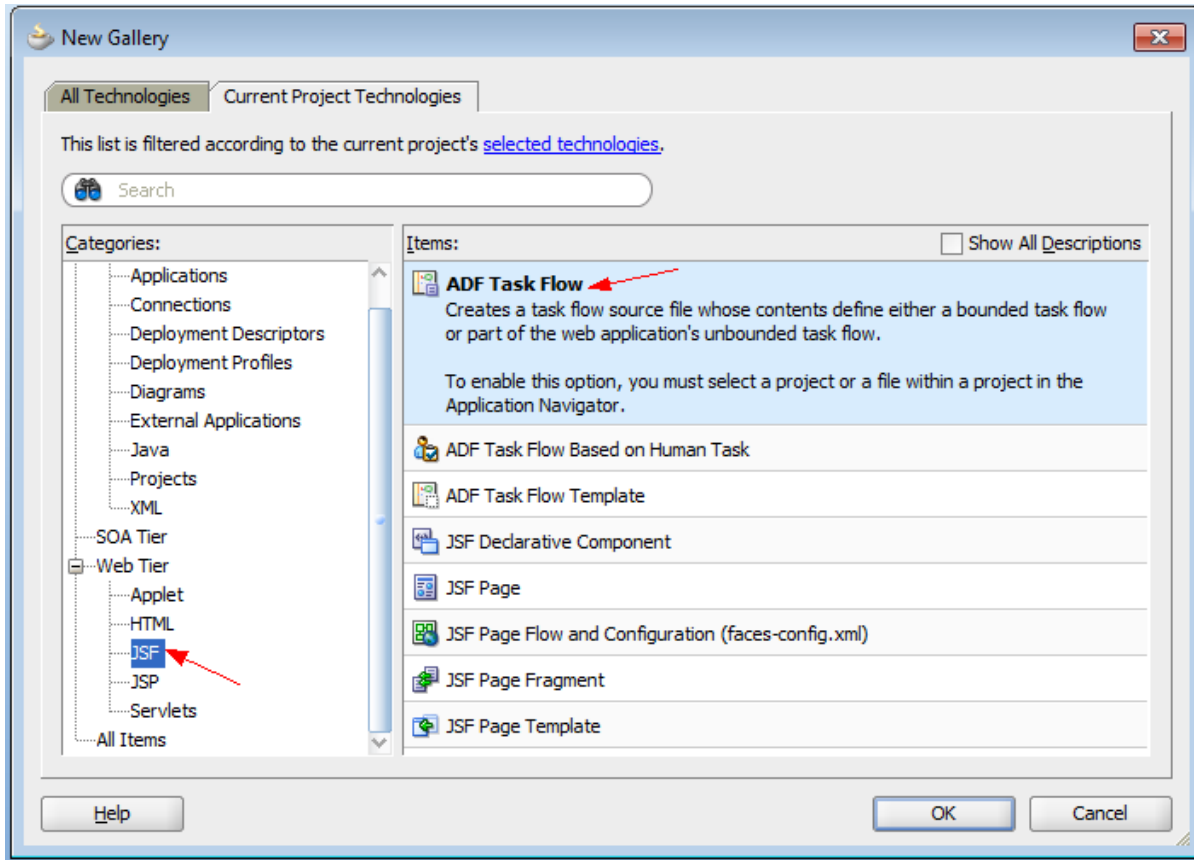 New Gallery
All Technologies
Current Project Technologies
This list is filtered according to the current project's selected technologies.
Search
Categories:
Applications
Connections
Deployment Descriptors
Deployment Profiles
Diagrams
External Applications
Java
Projects
XML
SOA Tier
Web Tier
Applet
HTML
JSF
JSP
Servlets
All Items
Items:
Show All Descriptions
ADF Task Flow
Creates a task flow source file whose contents define either a bounded task flow
or part of the web application's unbounded task flow.
To enable this option, you must select a project or a file within a project in the
Application Navigator.
ADF Task Flow Based on Human Task
ADF Task Flow Template
JSF Declarative Component
JSF Page
JSF Page Flow and Configuration (faces-config.xml)
JSF Page Fragment
JSF Page Template
Help
OK
Cancel